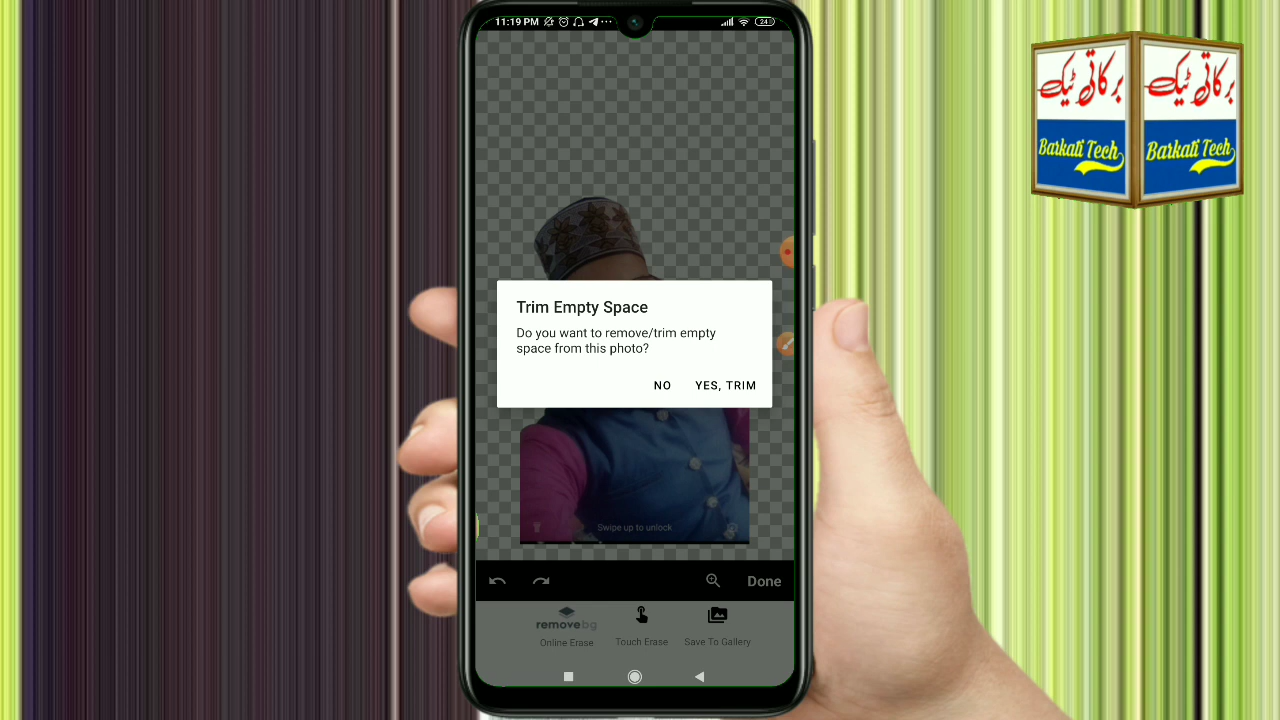 11:19 PM
24
برکاتی ٹیک
برکاتی ٹیک
Barkati Tech
Barkati Tech
Trim Empty Space
Do you want to remove/trim empty
space from this photo?
NO YES, TRIM
Swipe up to unlock
Done
removebg
Online Erase Touch Erase Save To Gallery